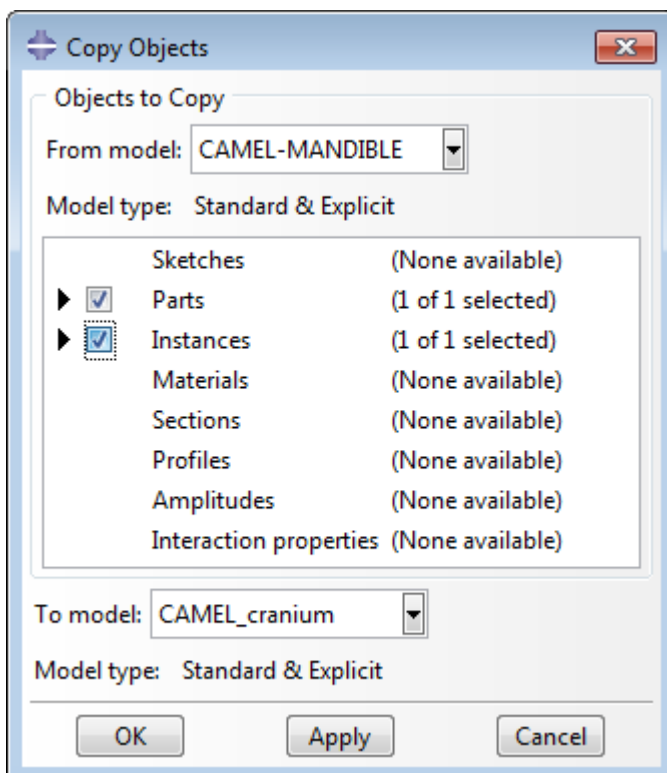 Copy Objects
Objects to Copy
From model: CAMEL-MANDIBLE
Model type: Standard & Explicit
Sketches (None available)
Parts (1 of 1 selected)
Instances (1 of 1 selected)
Materials (None available)
Sections (None available)
Profiles (None available)
Amplitudes (None available)
Interaction properties (None available)
To model: CAMEL_cranium
Model type: Standard & Explicit
OK Apply Cancel